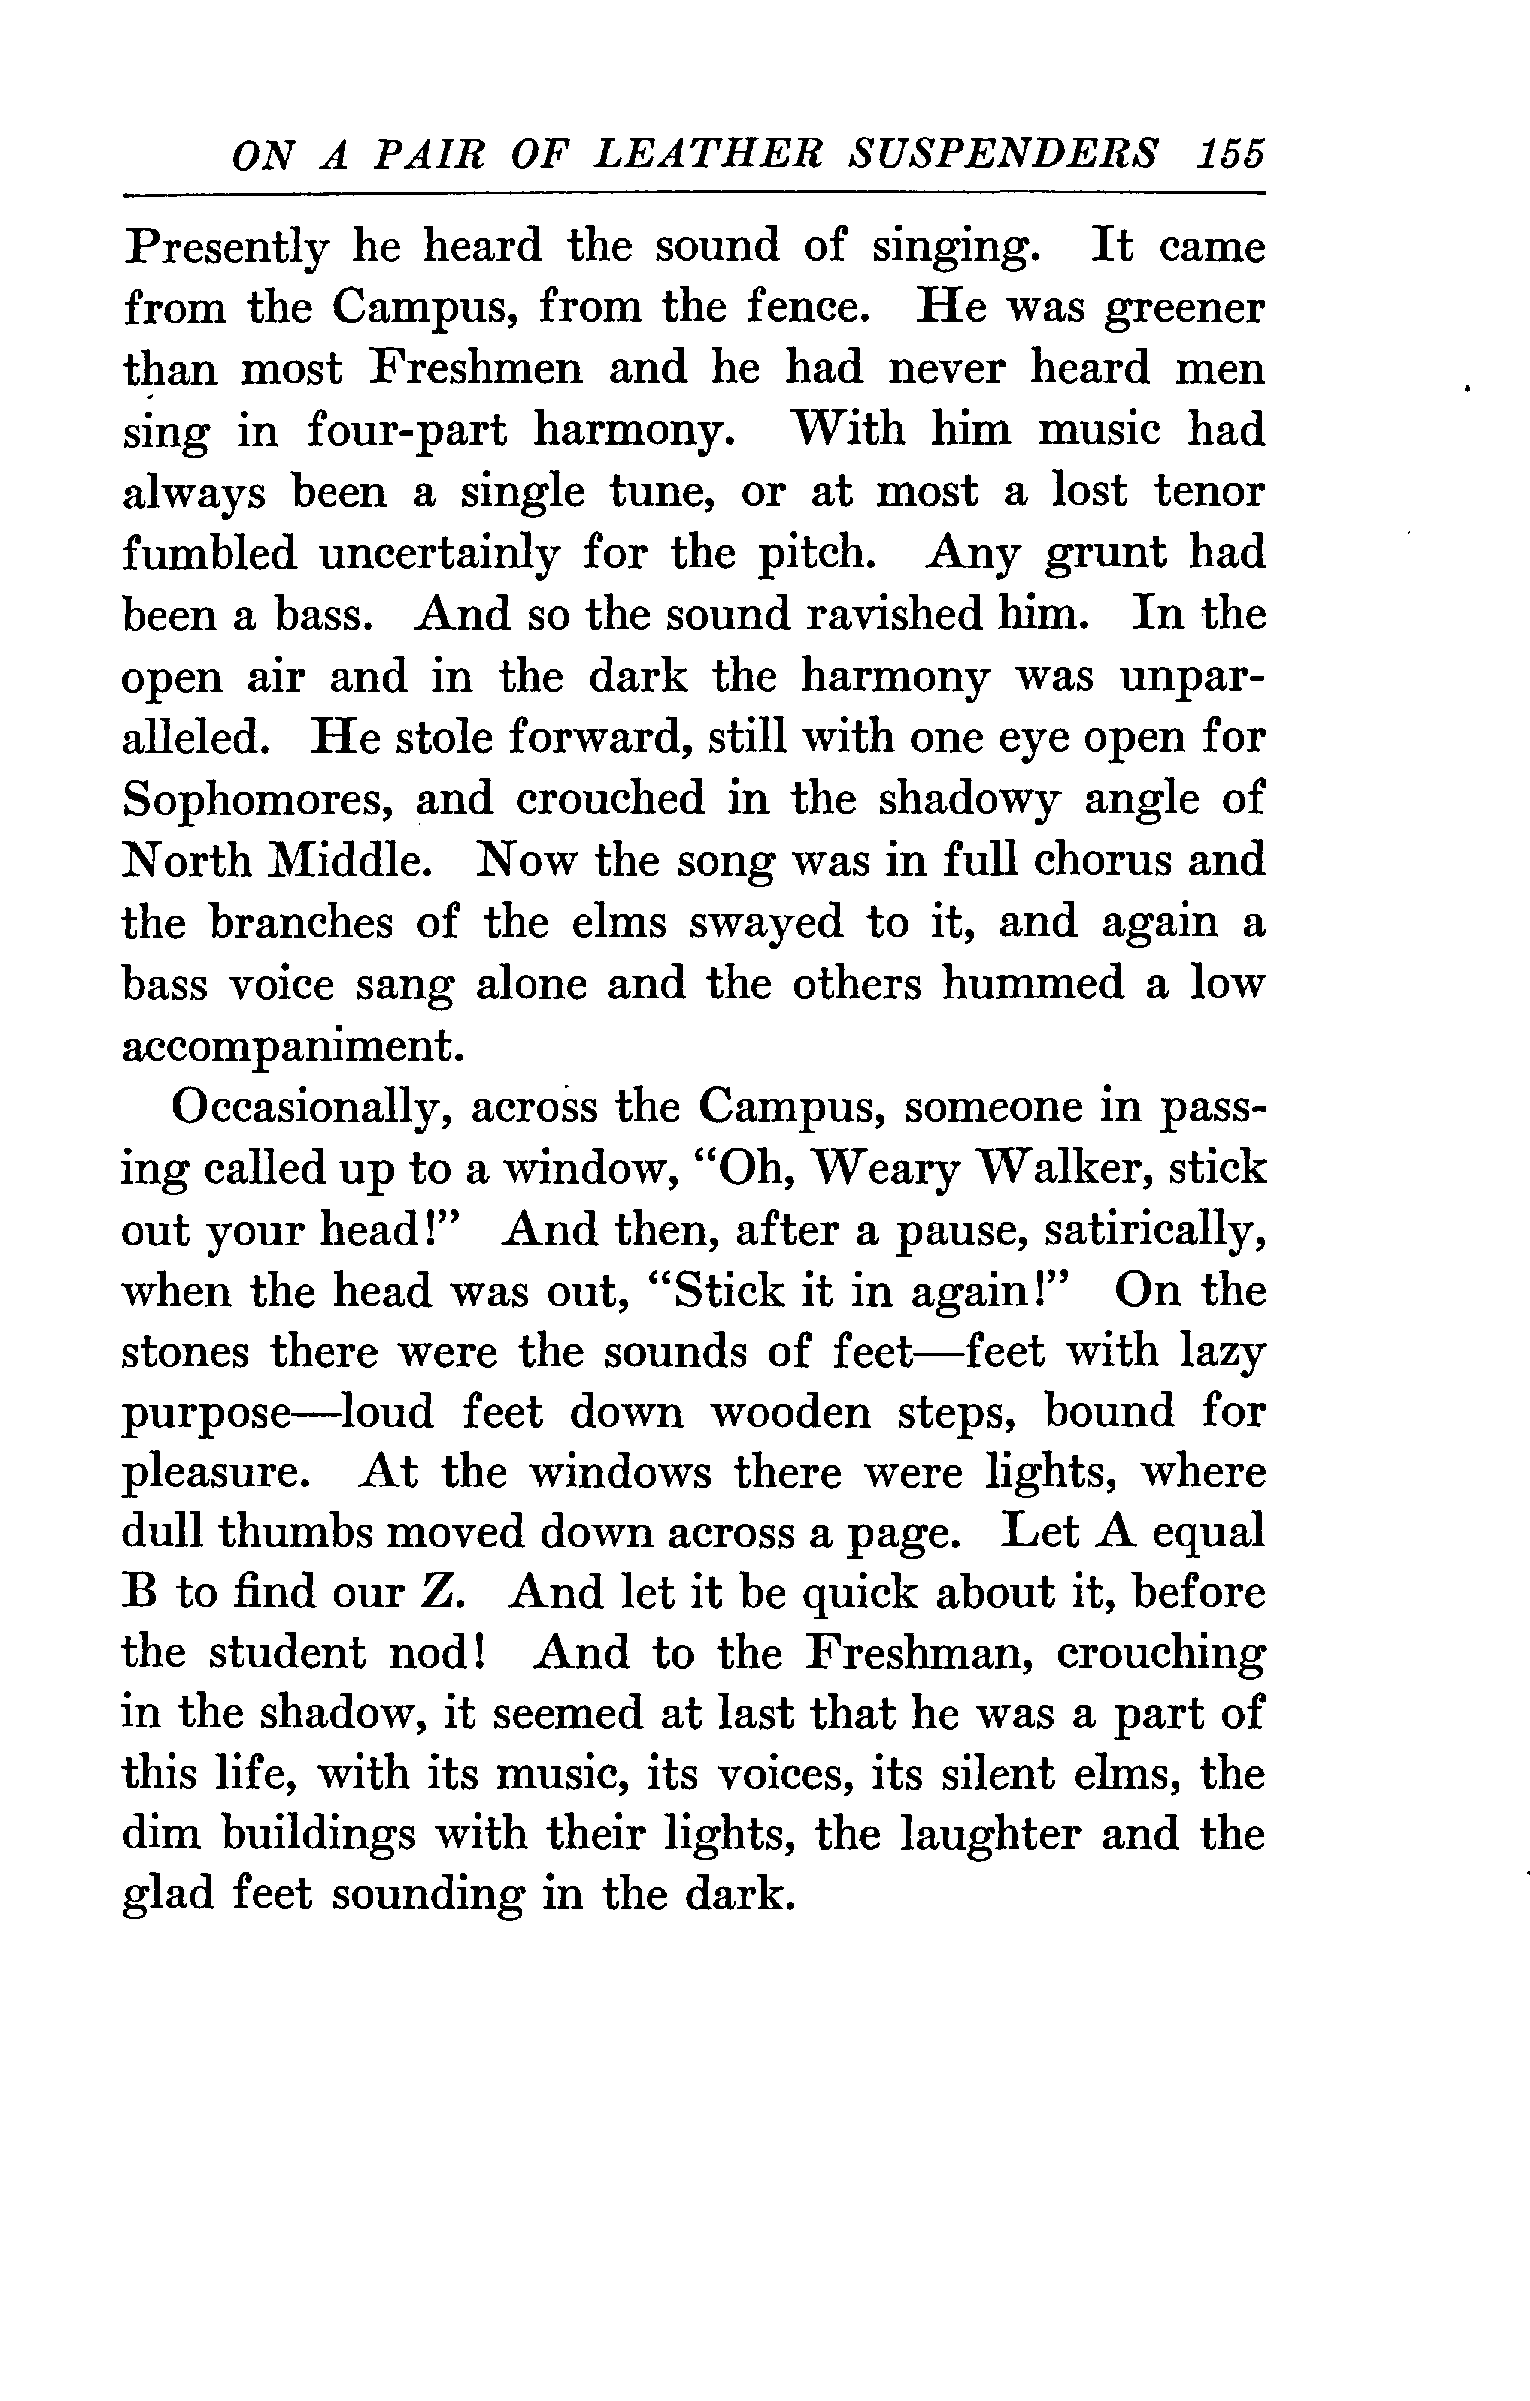 ON A PAIR OF LEATHER SUSPENDERS 155
Presently he heard the sound of singing. It came
from the Campus, from the fence. He was greener
than most Freshmen and he had never heard men
sing in four-part harmony. With him music had
always been a single tune, or at most a lost tenor
fumbled uncertainly for the pitch. Any grunt had
been a bass. And so the sound ravished him. In the
open air and in the dark the harmony was unpar-
alleled. He stole forward, still with one eye open for
Sophomores, and crouched in the shadowy angle of
North Middle. Now the song was in full chorus and
the branches of the elms swayed to it, and again a
bass voice sang alone and the others hummed a low
accompaniment.
Occasionally, across the Campus, someone in pass-
ing called up to a window, “Oh, Weary Walker, stick
out your head!” And then, after a pause, satirically,
when the head was out, “Stick it in again!” On the
stones there were the sounds of feet—feet with lazy
purpose—loud feet down wooden steps, bound for
pleasure. At the windows there were lights, where
dull thumbs moved down across a page. Let A equal
B to find our Z. And let it be quick about it, before
the student nod! And to the Freshman, crouching
in the shadow, it seemed at last that he was a part of
this life, with its music, its voices, its silent elms, the
dim buildings with their lights, the laughter and the
glad feet sounding in the dark.